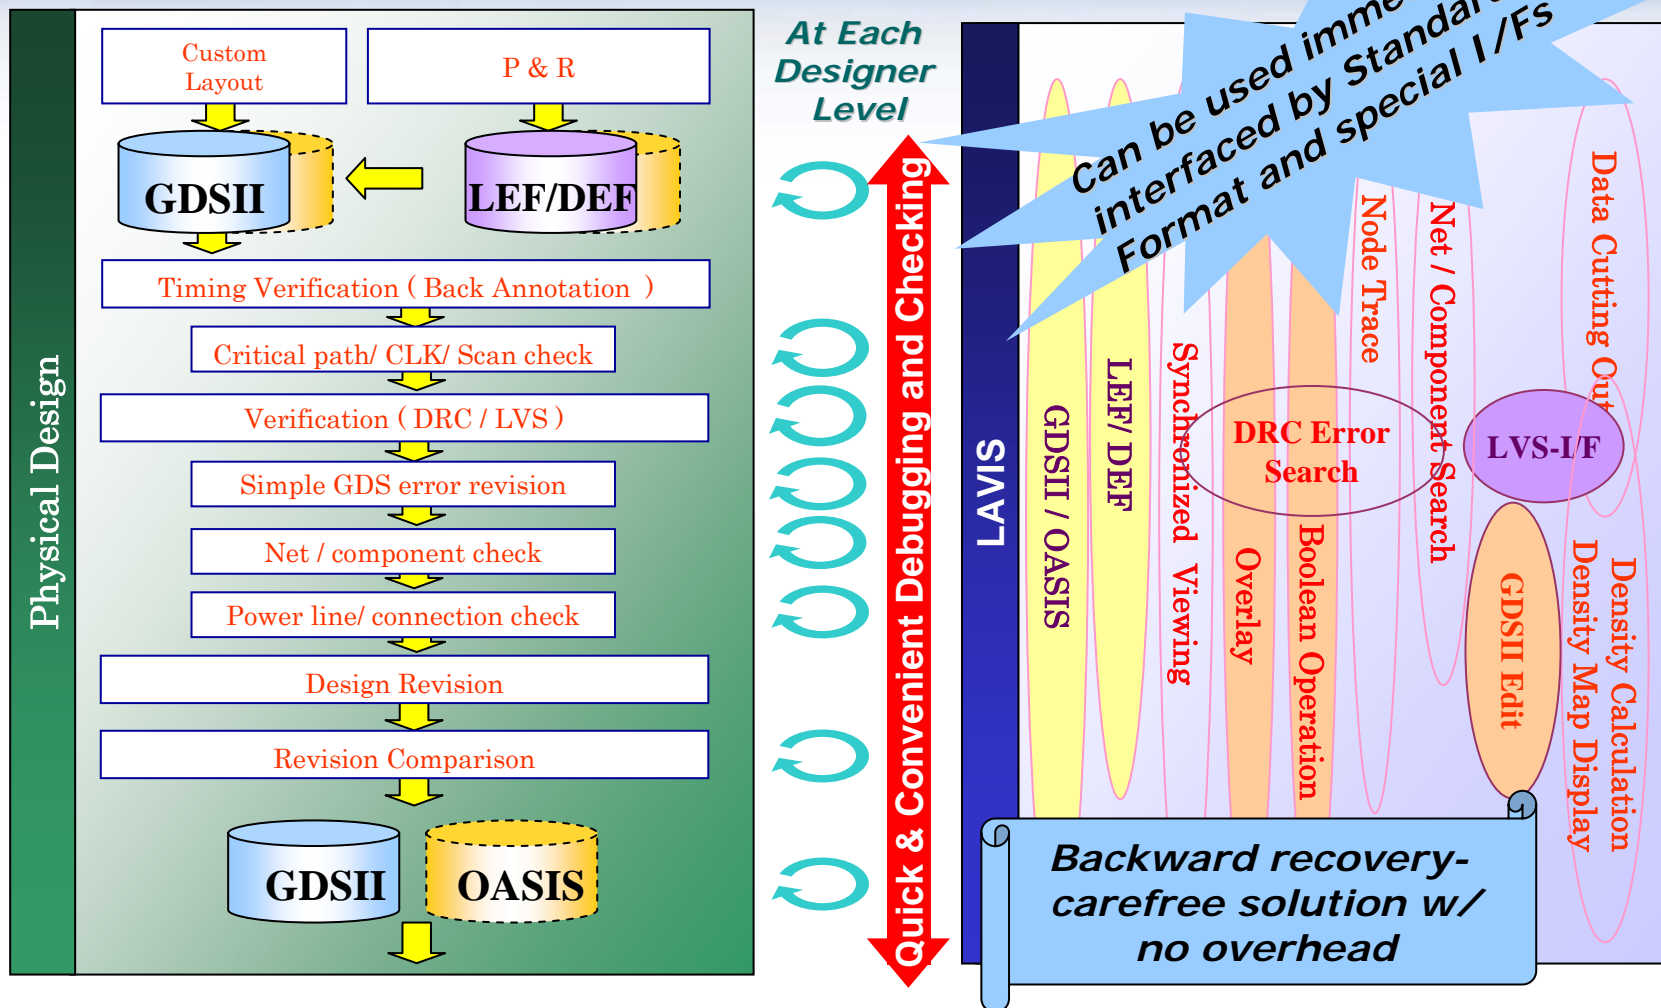 Physical Design
Custom
Layout
P & R
GDSII
LEF/DEF
Timing Verification ( Back Annotation )
Critical path/ CLK/ Scan check
Verification ( DRC / LVS )
Simple GDS error revision
Net / component check
Power line/ connection check
Design Revision
Revision Comparison
GDSII
OASIS
At Each
Designer
Level
Quick & Convenient Debugging and Checking
LAVIS
Can be used
interfaced by Standard
Format and special I/Fs
GDSII / OASIS
LEF/ DEF
Synchronized Viewing
Overlay
Boolean Operation
Node Trace
Net / Component Search
DRC Error
Search
LVS-I/F
GDSII Edit
Data Cutting Out
Density Calculation
Density Map Display
Backward recovery-
carefree solution w/
no overhead